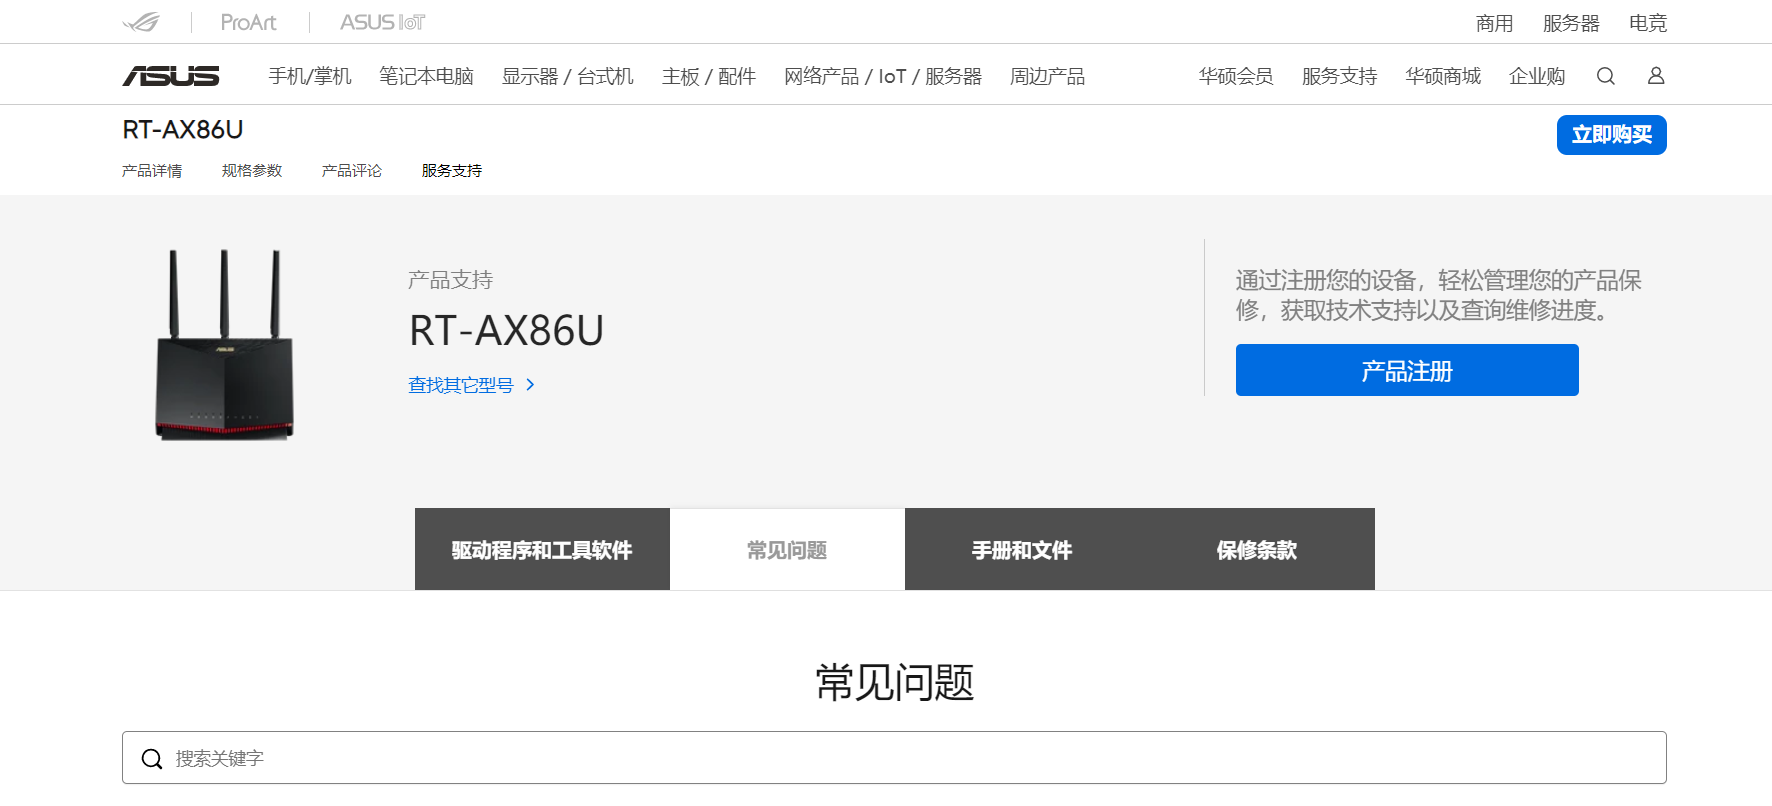 ProArt ASUS IoT 商用 服务器 电竞
ASUS 手机/掌机 笔记本电脑 显示器 / 台式机 主板 / 配件 网络产品 / IoT / 服务器 周边产品 华硕会员 服务支持 华硕商城 企业购
RT-AX86U
立即购买
产品详情 规格参数 产品评论 服务支持
产品支持
RT-AX86U
查找其它型号
通过注册您的设备，轻松管理您的产品保
修，获取技术支持以及查询维修进度。
产品注册
ASUS
驱动程序和工具软件 常见问题 手册和文件 保修条款
常见问题
搜索关键字